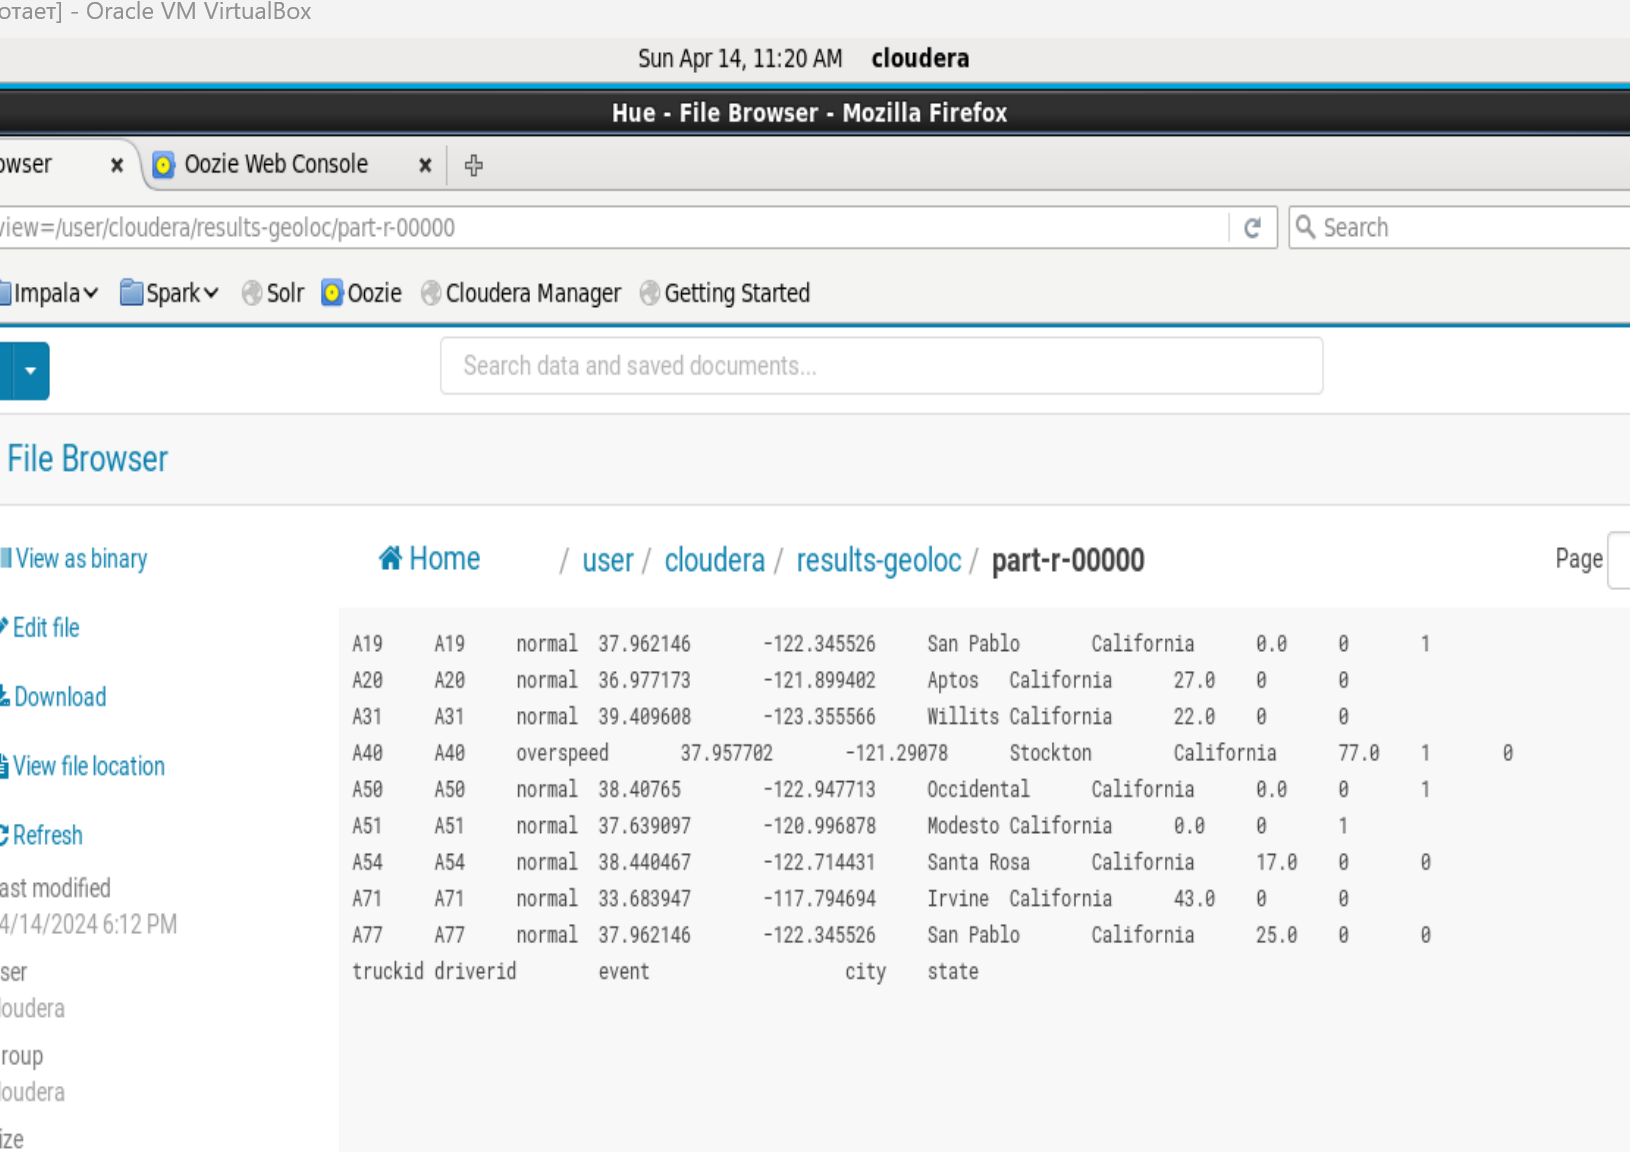 отает] - Oracle VM VirtualBox
Sun Apr 14, 11:20 AM cloudera
Hue - File Browser - Mozilla Firefox
owser × Oozie Web Console ×
view=/user/cloudera/results-geoloc/part-r-00000 Search
Impala Spark Solr Oozie Cloudera Manager Getting Started
Search data and saved documents...
File Browser
View as binary
Home / user / cloudera / results-geoloc / part-r-00000 Page
Edit file
Download
View file location
Refresh
ast modified
4/14/2024 6:12 PM
ser
loudera
roup
loudera
ize
A19 A19 normal 37.962146 -122.345526 San Pablo California 0.0 0 1
A20 A20 normal 36.977173 -121.899402 Aptos California 27.0 0 0
A31 A31 normal 39.409608 -123.355566 Willits California 22.0 0 0
A40 A40 overspeed 37.957702 -121.29078 Stockton California 77.0 1 0
A50 A50 normal 38.40765 -122.947713 Occidental California 0.0 0 1
A51 A51 normal 37.639097 -120.996878 Modesto California 0.0 0 1
A54 A54 normal 38.440467 -122.714431 Santa Rosa California 17.0 0 0
A71 A71 normal 33.683947 -117.794694 Irvine California 43.0 0 0
A77 A77 normal 37.962146 -122.345526 San Pablo California 25.0 0 0
truckid driverid event city state